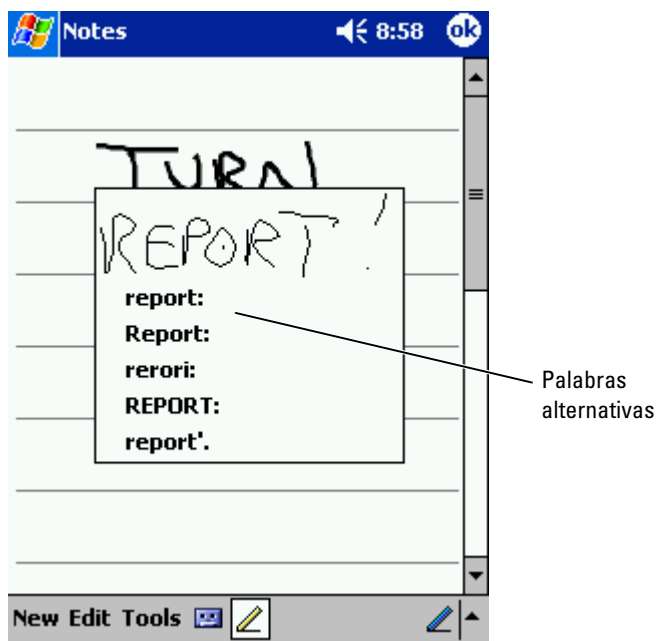 Notes 8:58 ok
TURN
REPORT!
report:
Report:
rerori:
REPORT:
report'.
Palabras
alternativas
New Edit Tools